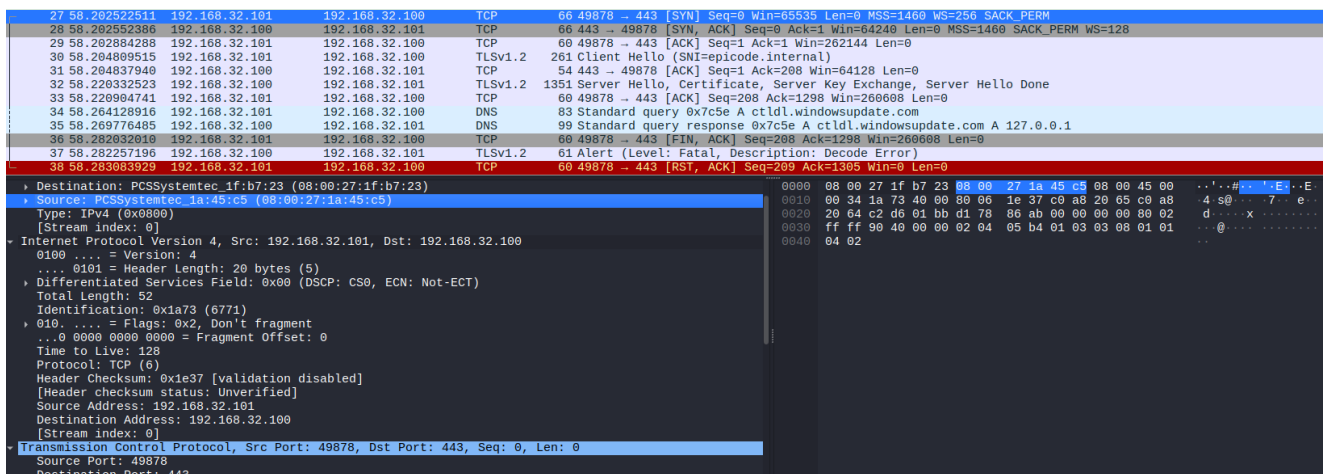 27 58.202522511 192.168.32.101 192.168.32.100 TCP 66 49878 → 443 [SYN] Seq=0 Win=65535 Len=0 MSS=1460 WS=256 SACK_PERM
28 58.202552386 192.168.32.100 192.168.32.101 TCP 66 443 → 49878 [SYN, ACK] Seq=0 Ack=1 Win=64240 Len=0 MSS=1460 SACK_PERM WS=128
29 58.202884288 192.168.32.101 192.168.32.100 TCP 60 49878 → 443 [ACK] Seq=1 Ack=1 Win=262144 Len=0
30 58.204809515 192.168.32.101 192.168.32.100 TLSv1.2 261 Client Hello (SNI=epicode.internal)
31 58.204837940 192.168.32.100 192.168.32.101 TCP 54 443 → 49878 [ACK] Seq=1 Ack=208 Win=64128 Len=0
32 58.220332523 192.168.32.100 192.168.32.101 TLSv1.2 1351 Server Hello, Certificate, Server Key Exchange, Server Hello Done
33 58.220904741 192.168.32.101 192.168.32.100 TCP 60 49878 → 443 [ACK] Seq=208 Ack=1298 Win=260608 Len=0
34 58.264128910 192.168.32.101 192.168.32.100 DNS 83 Standard query 0x7c5e A ctldl.windowsupdate.com
35 58.269776485 192.168.32.100 192.168.32.101 DNS 99 Standard query response 0x7c5e A ctldl.windowsupdate.com A 127.0.0.1
36 58.282032010 192.168.32.101 192.168.32.100 TCP 60 49878 → 443 [FIN, ACK] Seq=208 Ack=1298 Win=260608 Len=0
37 58.282257196 192.168.32.100 192.168.32.101 TLSv1.2 61 Alert (Level: Fatal, Description: Decode Error)
38 58.283083929 192.168.32.101 192.168.32.100 TCP 60 49878 → 443 [RST, ACK] Seq=209 Ack=1305 Win=0 Len=0
Destination: PCSSystemtec_1f:b7:23 (08:00:27:1f:b7:23)
Source: PCSSystemtec_1a:45:c5 (08:00:27:1a:45:c5)
Type: IPv4 (0x0800)
[Stream index: 0]
Internet Protocol Version 4, Src: 192.168.32.101, Dst: 192.168.32.100
0100 .... = Version: 4
.... 0101 = Header Length: 20 bytes (5)
Differentiated Services Field: 0x00 (DSCP: CS0, ECN: Not-ECT)
Total Length: 52
Identification: 0x1a73 (6771)
010. .... = Flags: 0x2, Don't fragment
...0 0000 0000 0000 = Fragment Offset: 0
Time to Live: 128
Protocol: TCP (6)
Header Checksum: 0x1e37 [validation disabled]
[Header checksum status: Unverified]
Source Address: 192.168.32.101
Destination Address: 192.168.32.100
[Stream index: 0]
Transmission Control Protocol, Src Port: 49878, Dst Port: 443, Seq: 0, Len: 0
Source Port: 49878
Destination Port: 443
0000 08 00 27 1f b7 23 08 00 27 1a 45 c5 08 00 45 00 ··'··#·· '·E···E·
0010 00 34 1a 73 40 00 80 06 1e 37 c0 a8 20 65 c0 a8 ·4·s@··· ·7·· e··
0020 20 64 c2 d6 01 bb d1 78 86 ab 00 00 00 00 80 02 d·····x ········
0030 ff ff 90 40 00 00 02 04 05 b4 01 03 03 08 01 01 ···@···· ········
0040 04 02 ··